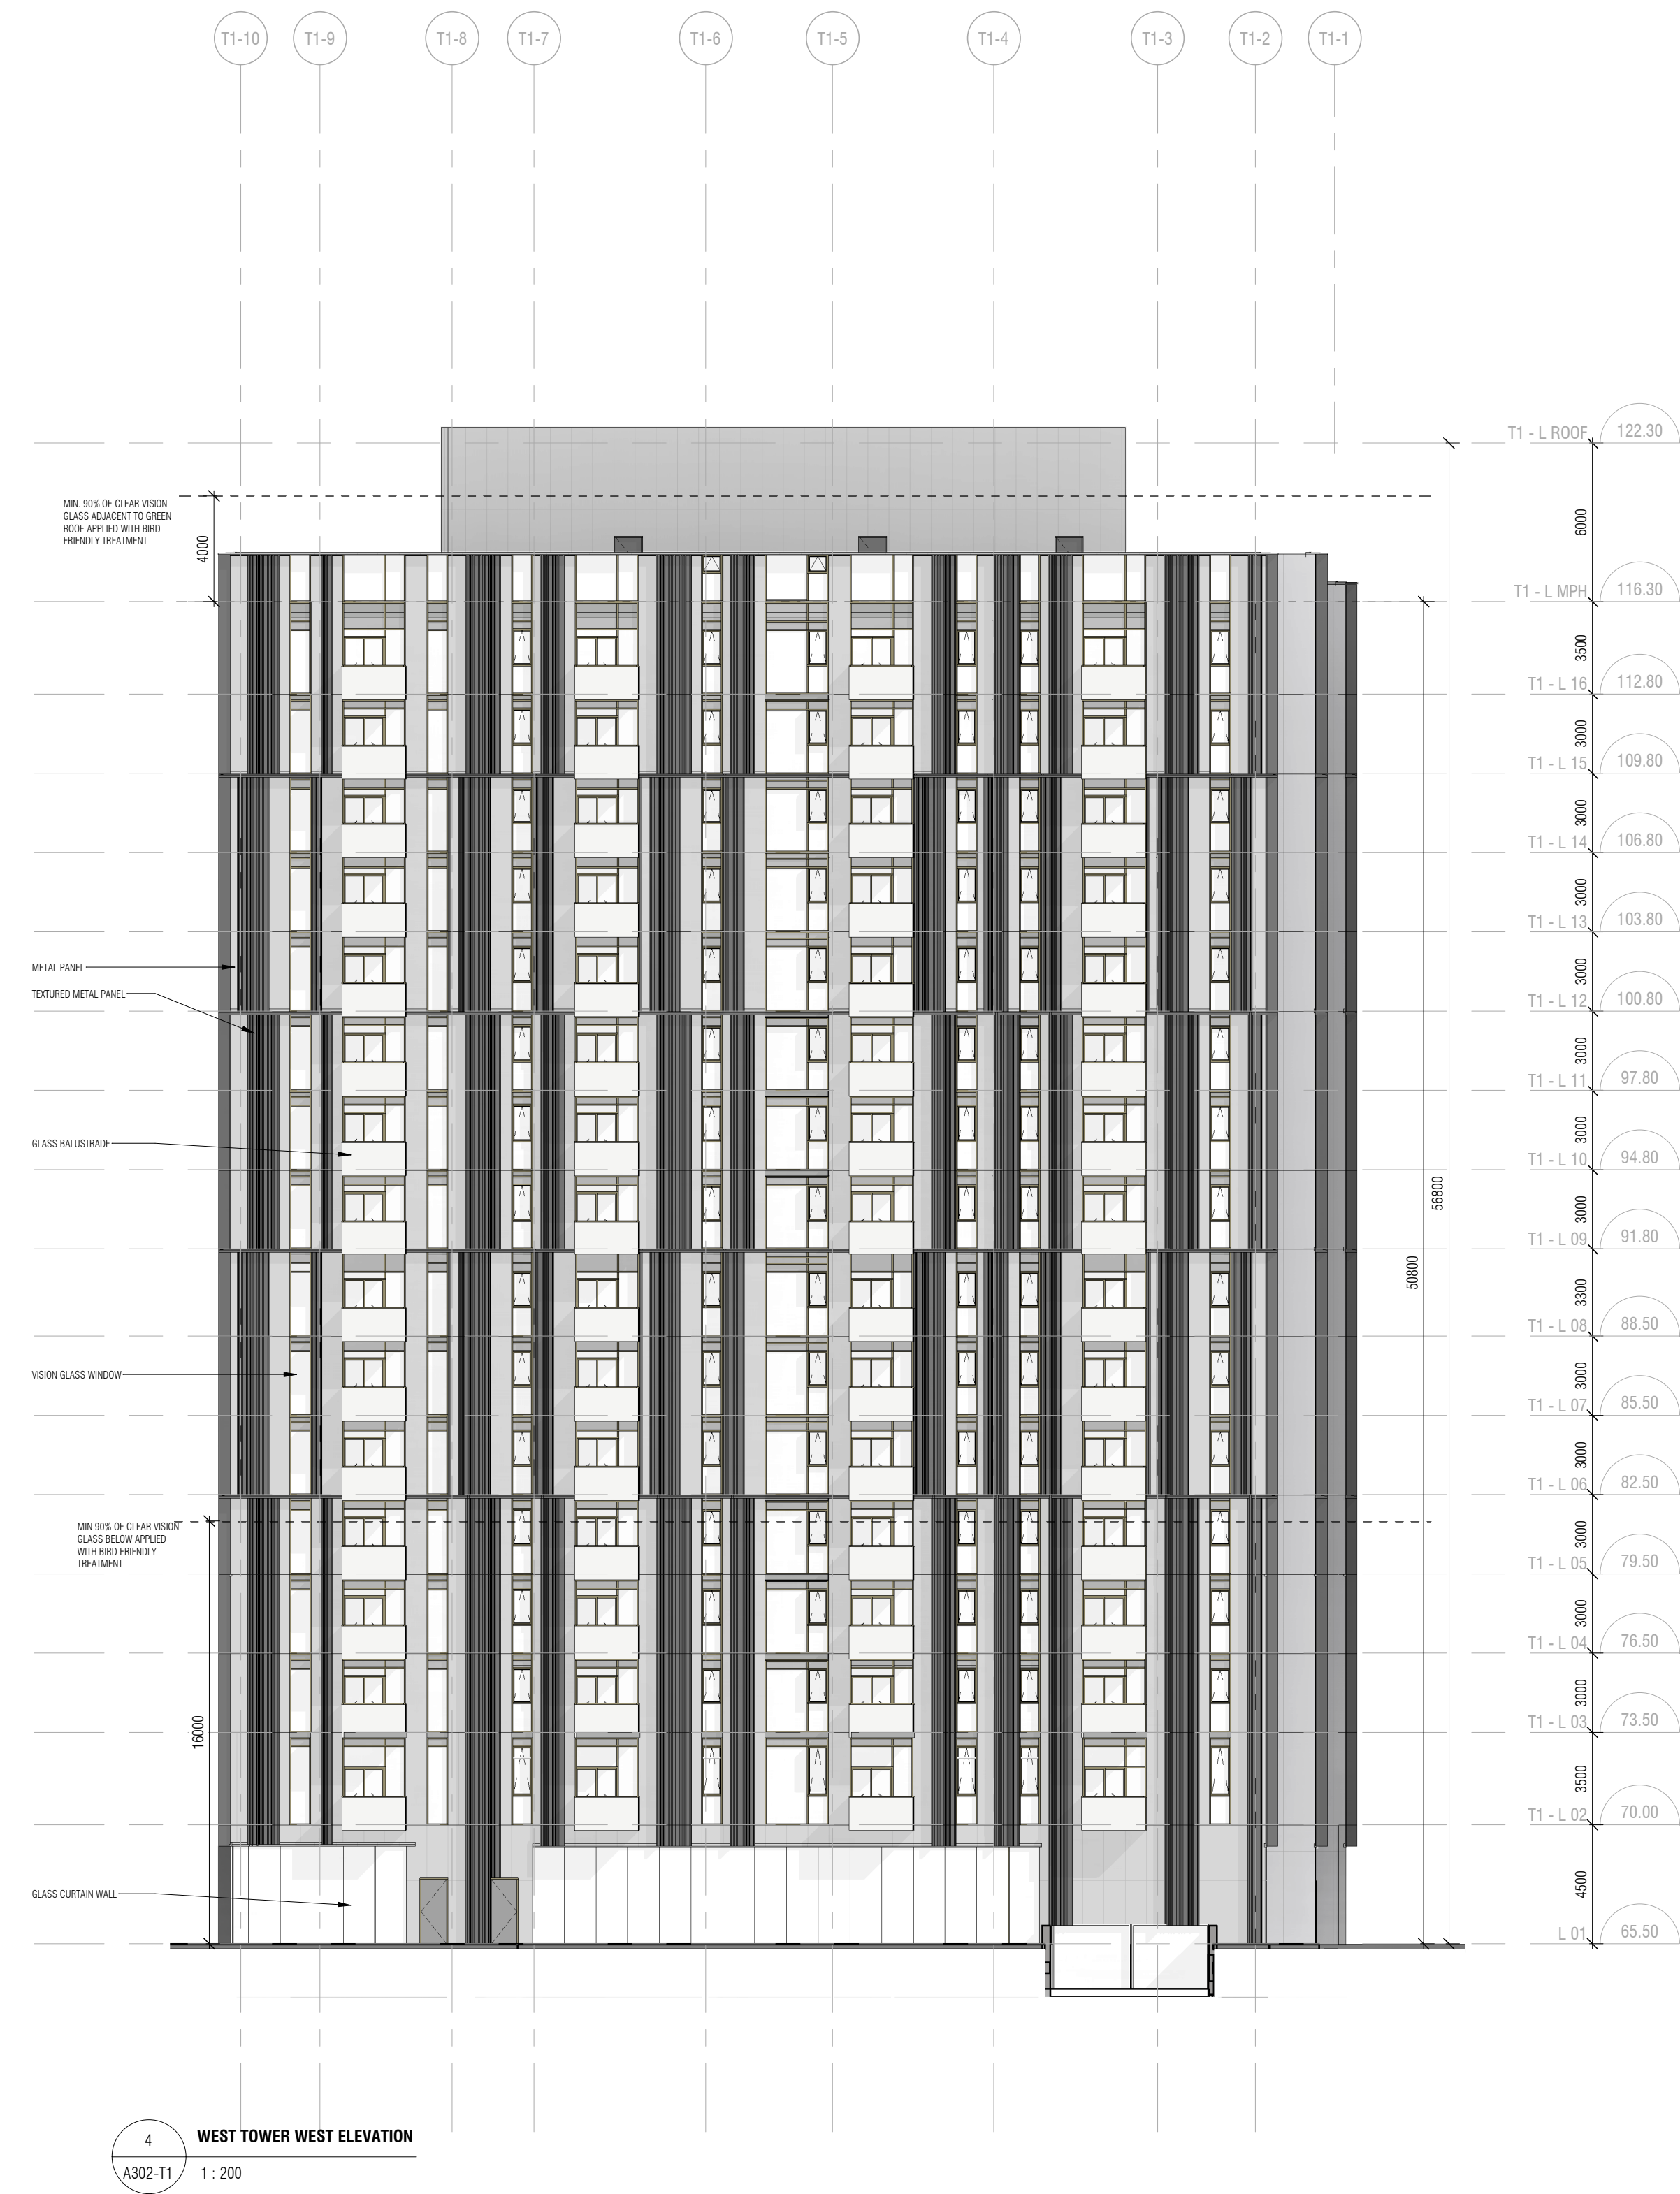 T1-10 T1-9 T1-8 T1-7 T1-6 T1-5 T1-4 T1-3 T1-2 T1-1
T1 - L ROOF 122.30
MIN. 90% OF CLEAR VISION
GLASS ADJACENT TO GREEN
ROOF APPLIED WITH BIRD
FRIENDLY TREATMENT
4000
6000
T1 - L MPH 116.30
3500
T1 - L 16 112.80
3000
T1 - L 15 109.80
3000
T1 - L 14 106.80
3000
T1 - L 13 103.80
METAL PANEL
3000
TEXTURED METAL PANEL
T1 - L 12 100.80
3000
T1 - L 11 97.80
GLASS BALUSTRADE
3000
T1 - L 10 94.80
56800
3000
T1 - L 09 91.80
50800
3300
T1 - L 08 88.50
VISION GLASS WINDOW
3000
T1 - L 07 85.50
3000
T1 - L 06 82.50
MIN 90% OF CLEAR VISION
GLASS BELOW APPLIED
WITH BIRD FRIENDLY
TREATMENT
3000
T1 - L 05 79.50
3000
T1 - L 04 76.50
3000
T1 - L 03 73.50
16000
3500
T1 - L 02 70.00
GLASS CURTAIN WALL
4500
L 01 65.50
4 WEST TOWER WEST ELEVATION
A302-T1 1 : 200